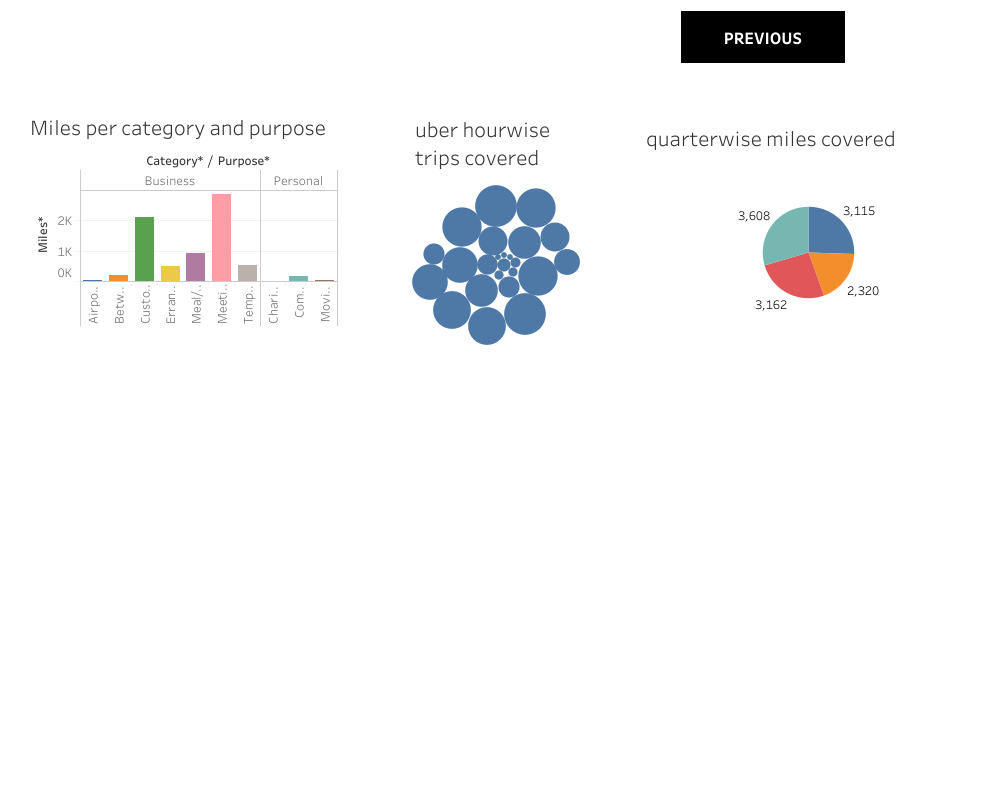 PREVIOUS
Miles per category and purpose
Category* / Purpose*
Business
Personal
Miles*
2K
1K
0K
Airpo..
Betw..
Custo..
Erran..
Meal/..
Meeti..
Temp..
Chari..
Com..
Movi..
uber hourwise
trips covered
quarterwise miles covered
3,608
3,115
2,320
3,162